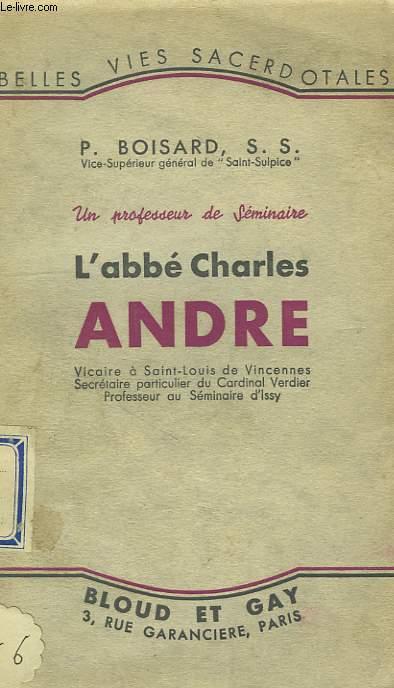 Le-livre.com
BELLES VIES SACERDOTALES
P. BOISARD, S. S.
Vice-Supérieur général de "Saint-Sulpice"
Un professeur de Séminaire
L'abbé Charles
ANDRE
Vicaire à Saint-Louis de Vincennes
Secrétaire particulier du Cardinal Verdier
Professeur au Séminaire d'Issy
BLOUD ET GAY
3, RUE GARANCIERE, PARIS
6